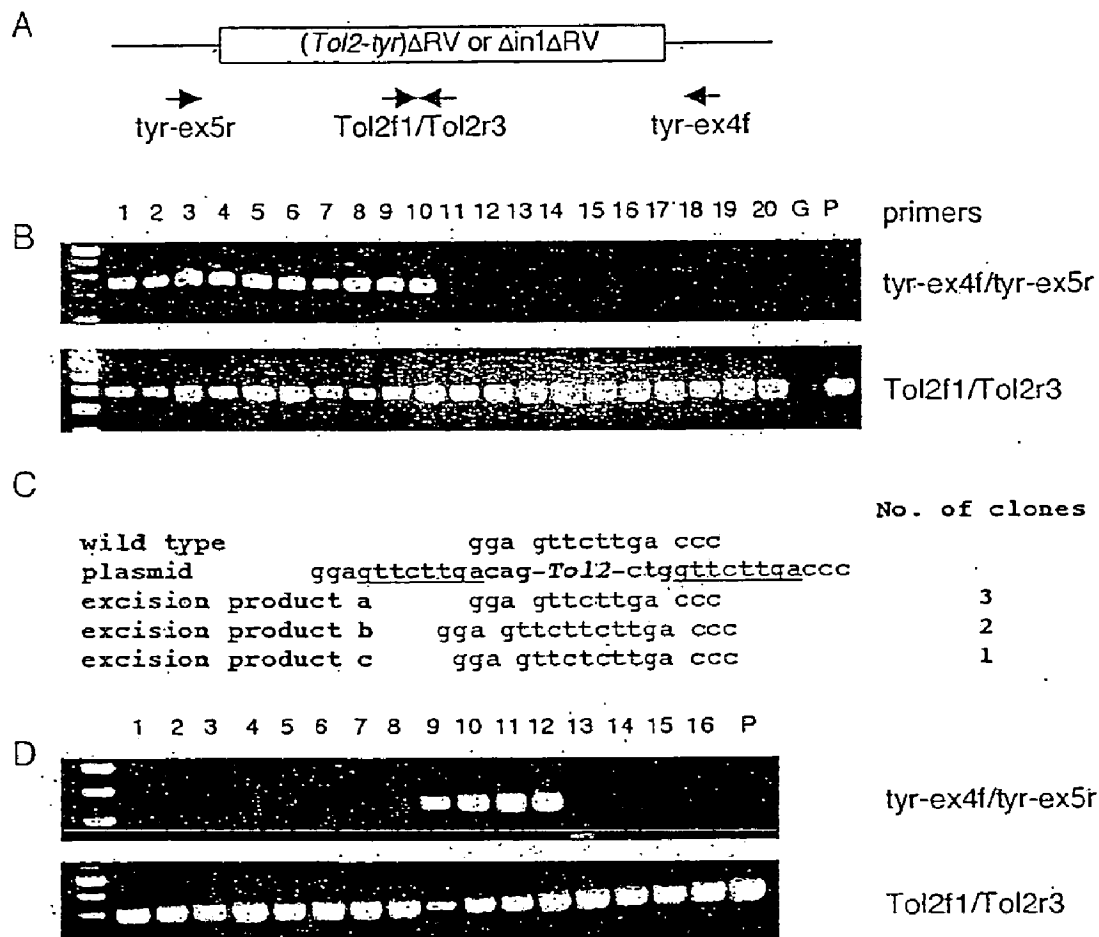 A
(Tol2-tyr)ΔRV or Δin1ΔRV
tyr-ex5r Tol2f1/Tol2r3 tyr-ex4f
1 2 3 4 5 6 7 8 9 10 11 12 13 14 15 16 17 18 19 20 G P primers
B
tyr-ex4f/tyr-ex5r
Tol2f1/Tol2r3
C
No. of clones
wild type gga gttcttga ccc
plasmid ggagttcttgacag-Tol2-ctggttcttgaccc
excision product a gga gttcttga ccc 3
excision product b gga gttcttcttga ccc 2
excision product c gga gttctcttga ccc 1
1 2 3 4 5 6 7 8 9 10 11 12 13 14 15 16 P
D
tyr-ex4f/tyr-ex5r
Tol2f1/Tol2r3